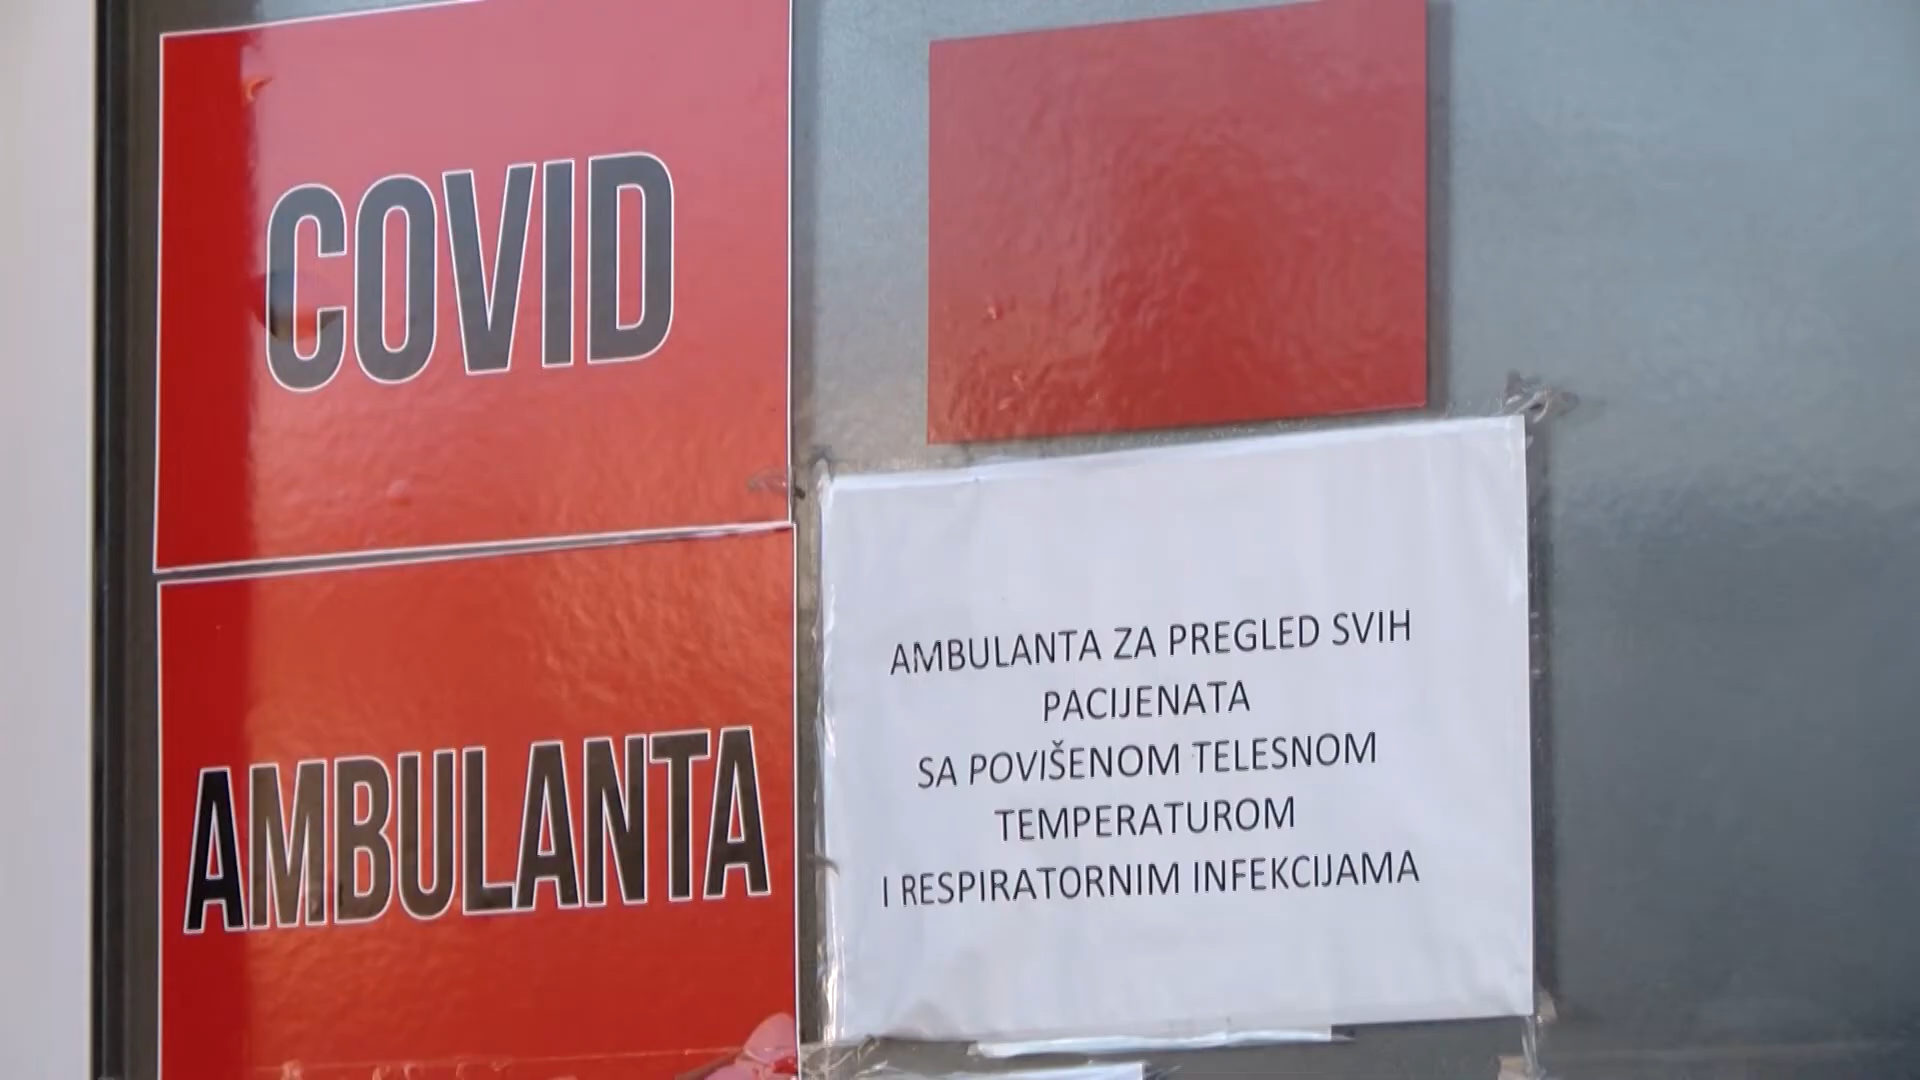 COVID
AMBULANTA
AMBULANTA ZA PREGLED SVIH
PACIJENATA
SA POVIŠENOM TELESNOM
TEMPERATUROM
I RESPIRATORNIM INFEKCIJAMA